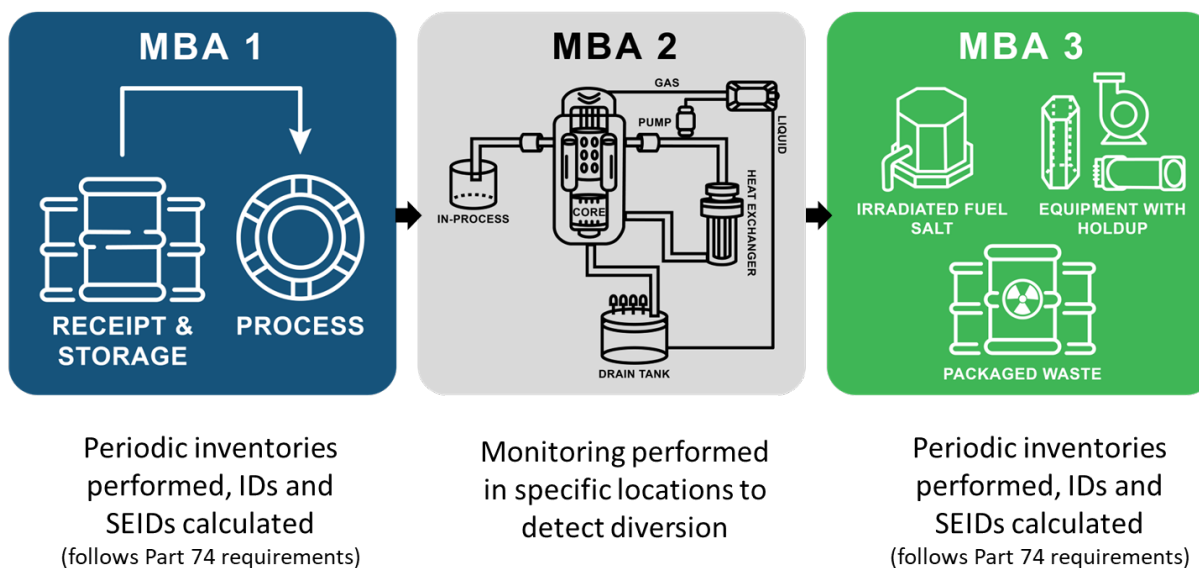 MBA 1
RECEIPT &
STORAGE
PROCESS
MBA 2
GAS
PUMP
LIQUID
IN-PROCESS
CORE
HEAT EXCHANGER
DRAIN TANK
MBA 3
IRRADIATED FUEL
SALT
EQUIPMENT WITH
HOLDUP
PACKAGED WASTE
Periodic inventories
performed, IDs and
SEIDs calculated
(follows Part 74 requirements)
Monitoring performed
in specific locations to
detect diversion
Periodic inventories
performed, IDs and
SEIDs calculated
(follows Part 74 requirements)